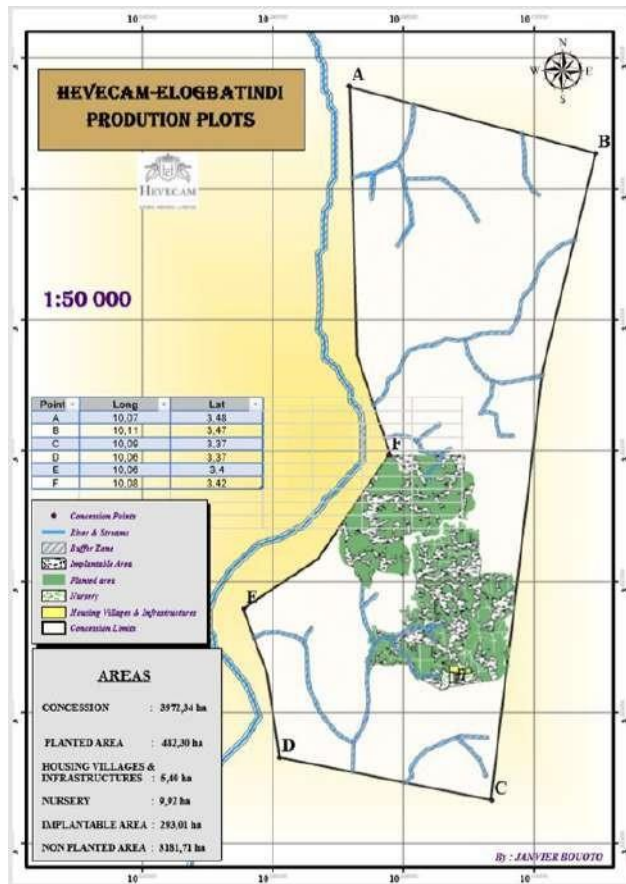 HEVECAM-ELOGBATINDI
PRODUTION PLOTS
HEVECAM
N
W E
S
A
B
1:50 000
Point Long Lat
A 10,07 3,48
B 10,11 3,47
C 10,09 3,37
D 10,06 3,37
E 10,06 3,4
F 10,08 3,42
F
Concession Points
River & Streams
Buffer Zone
Implantable Area
Planted area
Nursery
Housing Villages & Infrastructures
Concession Limits
E
AREAS
CONCESSION : 3972,34 ha
PLANTED AREA : 487,30 ha
HOUSING VILLAGES &
INFRASTRUCTURES : 5,40 ha
NURSERY : 9,92 ha
IMPLANTABLE AREA : 293,01 ha
NON PLANTED AREA : 3181,71 ha
D
C
By : JANVIER BOUOTO